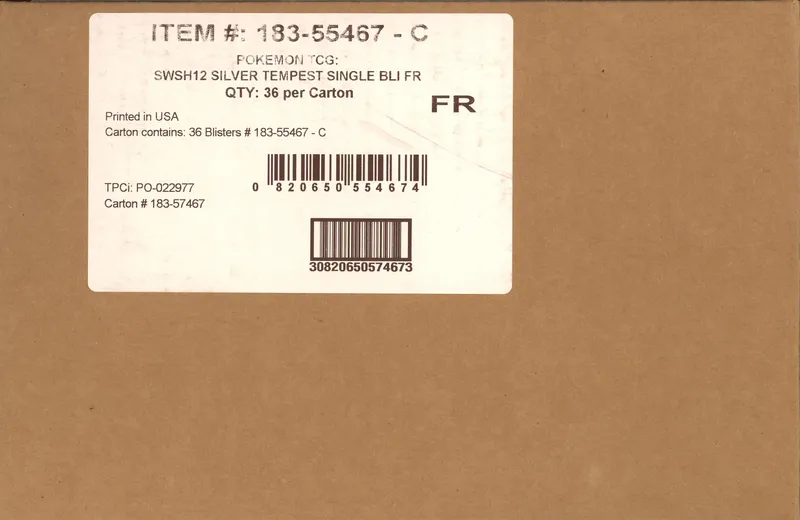 ITEM #: 183-55467 - C
POKEMON TCG:
SWSH12 SILVER TEMPEST SINGLE BLI FR
QTY: 36 per Carton
FR
Printed in USA
Carton contains: 36 Blisters # 183-55467 - C
0 820650 554674
TPCi: PO-022977
Carton # 183-57467
30820650574673